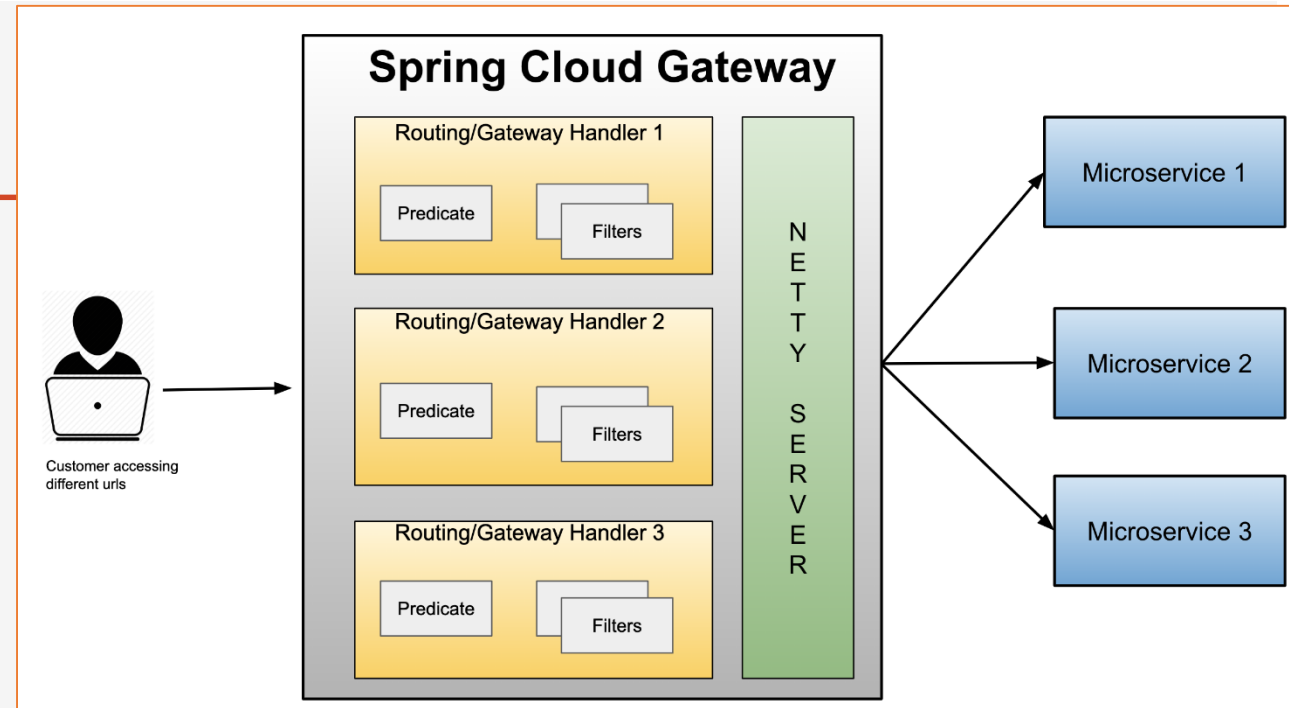 Spring Cloud Gateway
Routing/Gateway Handler 1
Predicate
Filters
Routing/Gateway Handler 2
Predicate
Filters
Routing/Gateway Handler 3
Predicate
Filters
N
E
T
T
Y
S
E
R
V
E
R
Customer accessing
different urls
Microservice 1
Microservice 2
Microservice 3